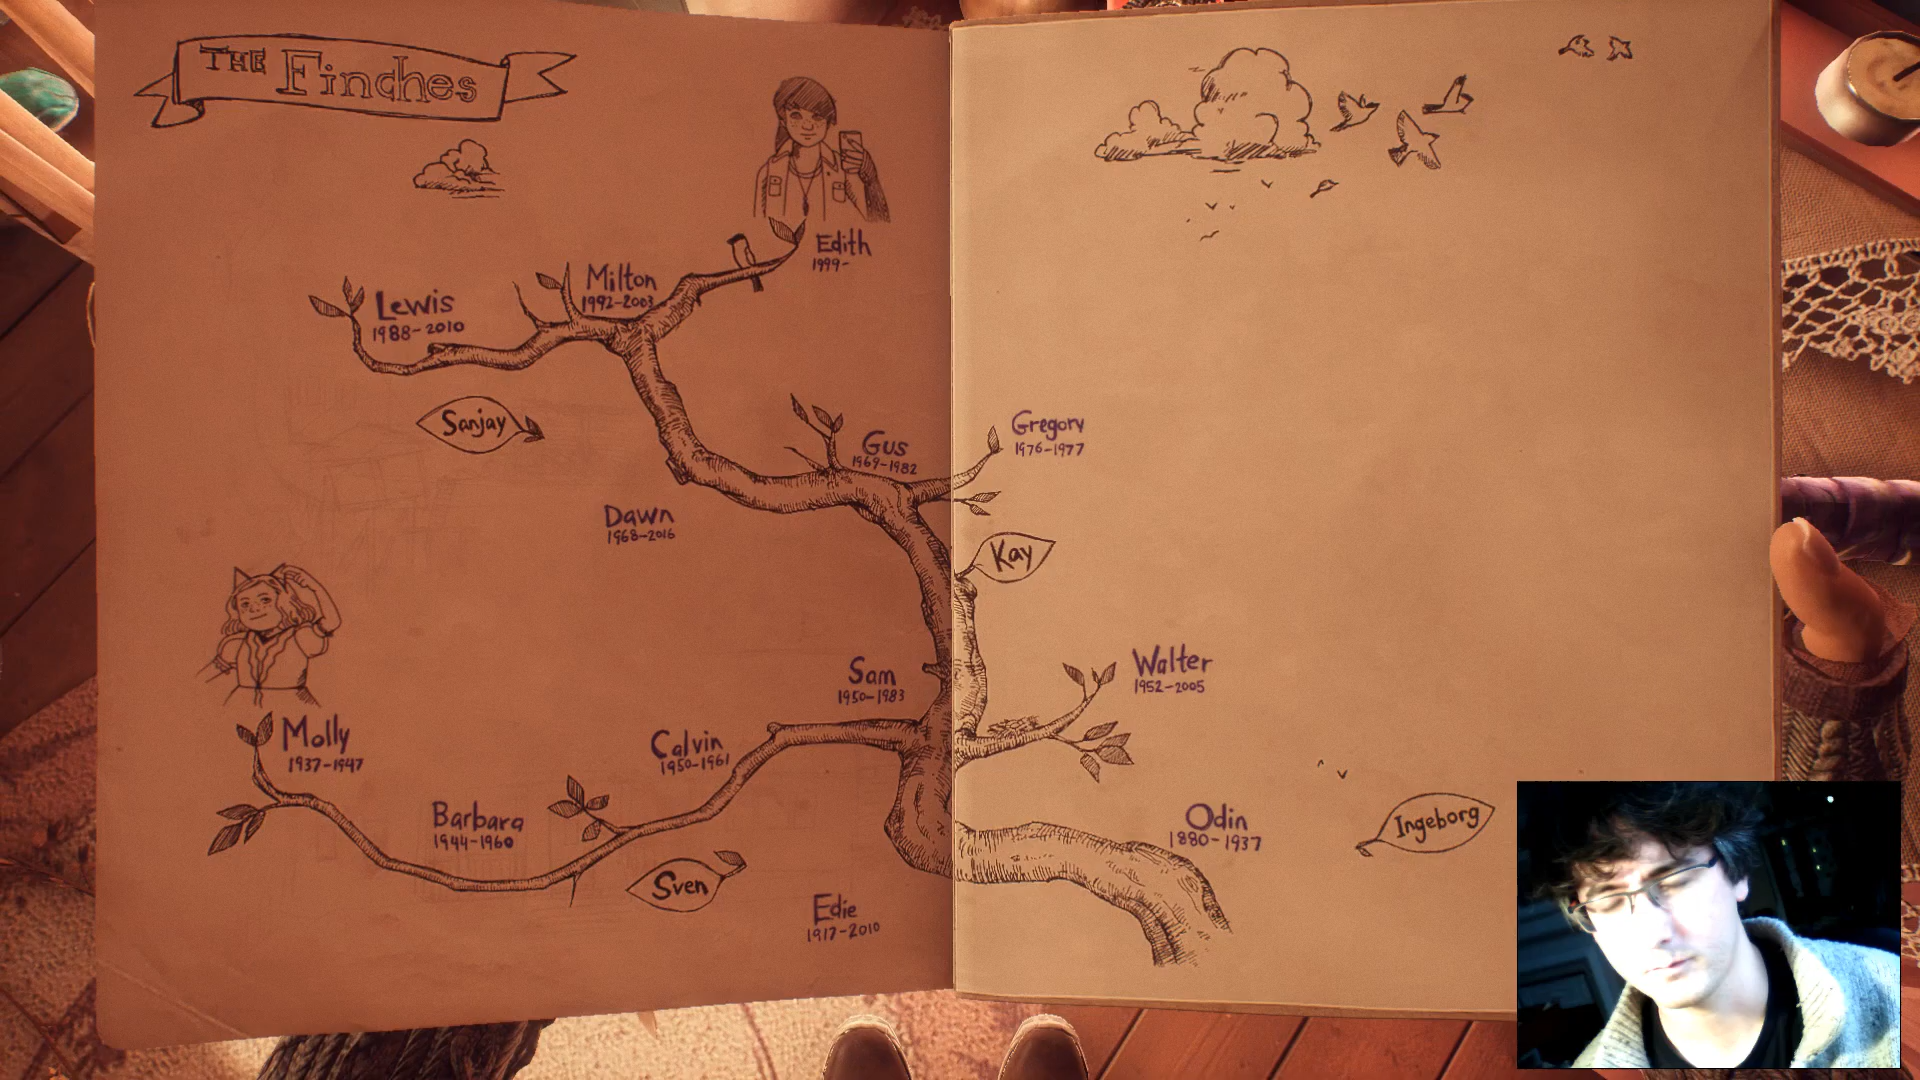 THE Finches
Edith
1999-
Milton
1992-2003
Lewis
1988-2010
Sanjay
Gus
1969-1982
Gregory
1976-1977
Dawn
1968-2016
Kay
Sam
1950-1983
Walter
1952-2005
Molly
1937-1947
Calvin
1950-1961
Barbara
1944-1960
Sven
Edie
1917-2010
Odin
1880-1937
Ingeborg